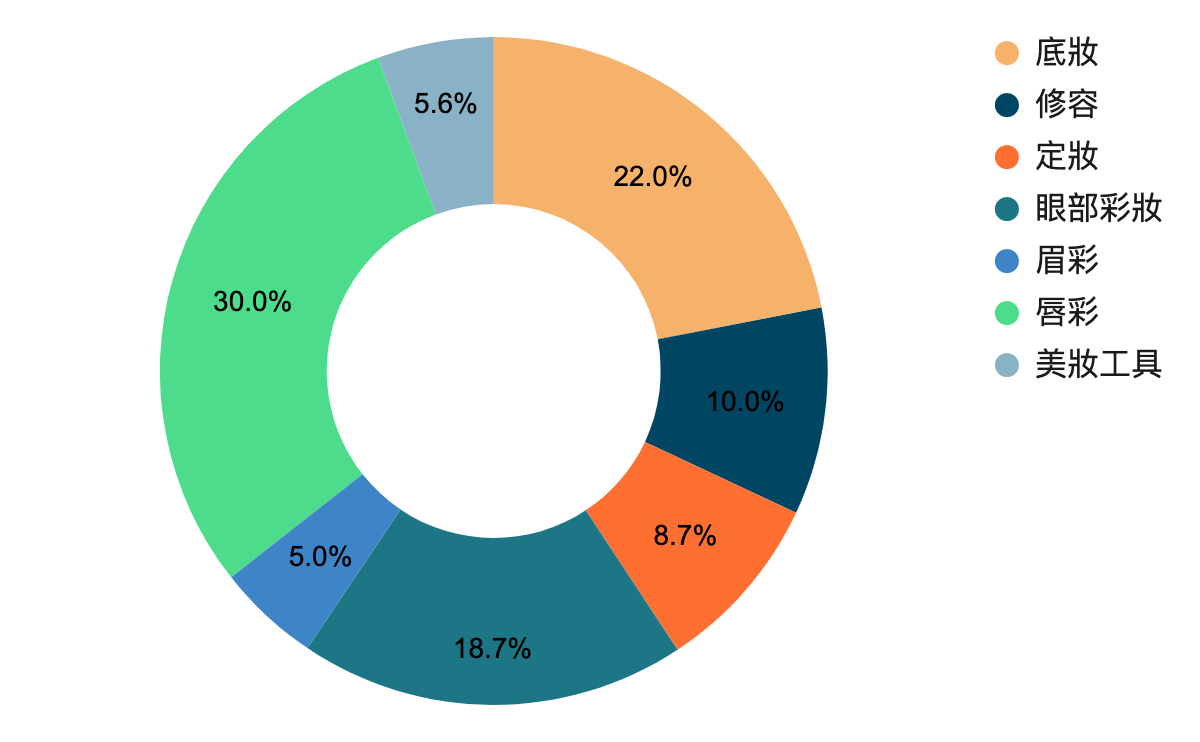 底妝
修容
定妝
眼部彩妝
眉彩
唇彩
美妝工具
5.6%
22.0%
30.0%
10.0%
8.7%
5.0%
18.7%